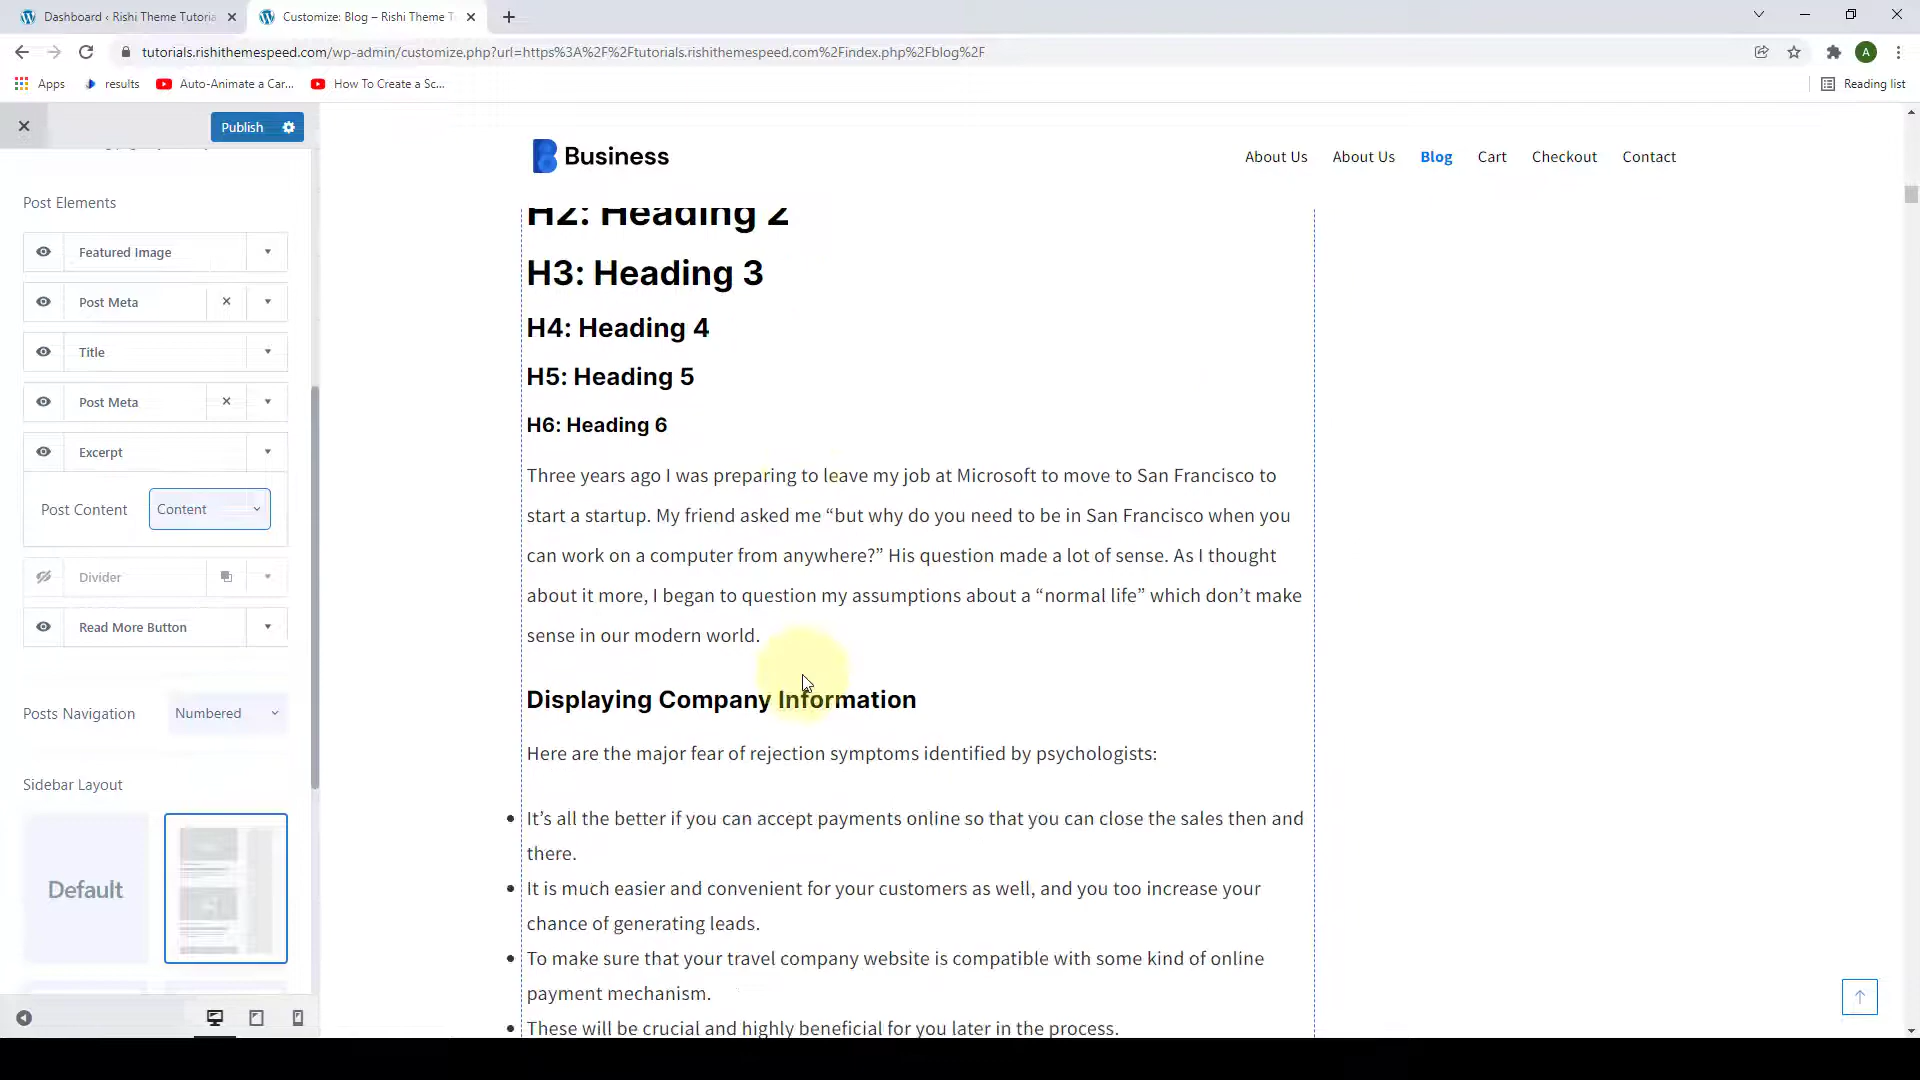 Dashboard ‹ Rishi Theme Tutoria
Customize: Blog – Rishi Theme T
tutorials.rishithemespeed.com/wp-admin/customize.php?url=https%3A%2F%2Ftutorials.rishithemespeed.com%2Findex.php%2Fblog%2F
A
Apps
results
Auto-Animate a Car...
How To Create a Sc...
Reading list
Publish
Post Elements
Featured Image
Post Meta
Title
Post Meta
Excerpt
Post Content
Content
Divider
Read More Button
Posts Navigation
Numbered
Sidebar Layout
Default
Business
About Us
About Us
Blog
Cart
Checkout
Contact
H2: Heading 2
H3: Heading 3
H4: Heading 4
H5: Heading 5
H6: Heading 6
Three years ago I was preparing to leave my job at Microsoft to move to San Francisco to
start a startup. My friend asked me “but why do you need to be in San Francisco when you
can work on a computer from anywhere?” His question made a lot of sense. As I thought
about it more, I began to question my assumptions about a “normal life” which don’t make
sense in our modern world.
Displaying Company Information
Here are the major fear of rejection symptoms identified by psychologists:
It’s all the better if you can accept payments online so that you can close the sales then and
there.
It is much easier and convenient for your customers as well, and you too increase your
chance of generating leads.
To make sure that your travel company website is compatible with some kind of online
payment mechanism.
These will be crucial and highly beneficial for you later in the process.